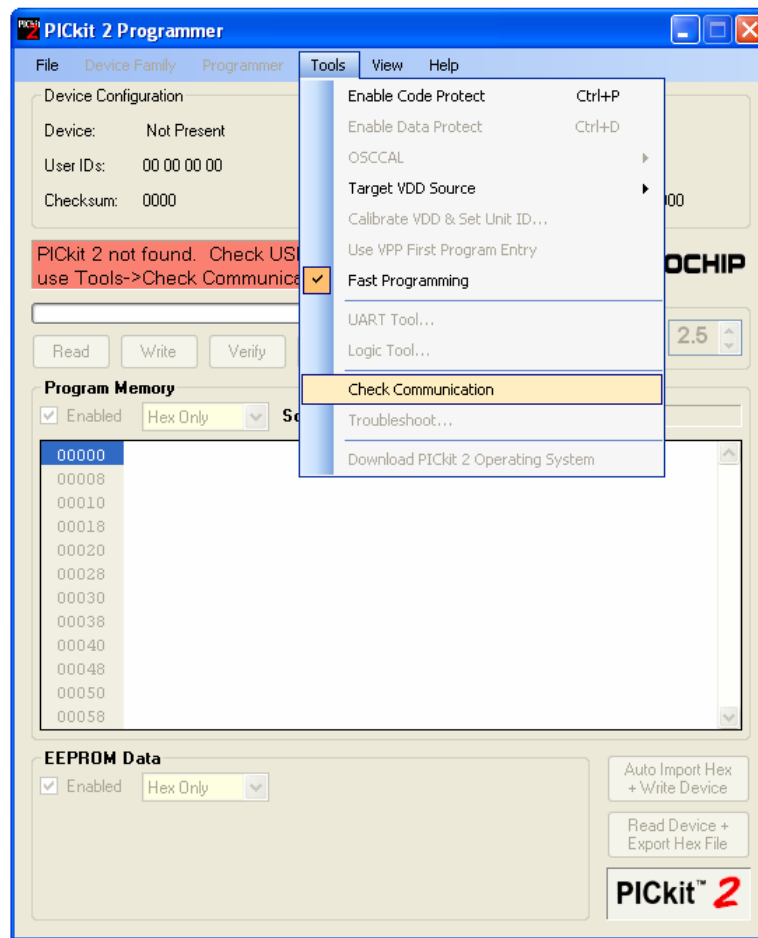 PICkit 2 Programmer
File Device Family Programmer Tools View Help
Device Configuration
Device: Not Present
User IDs: 00 00 00 00
Checksum: 0000
Enable Code Protect Ctrl+P
Enable Data Protect Ctrl+D
OSCCAL
Target VDD Source
Calibrate VDD & Set Unit ID...
Use VPP First Program Entry
Fast Programming
UART Tool...
Logic Tool...
Check Communication
Troubleshoot...
Download PICkit 2 Operating System
PICkit 2 not found. Check
use Tools->Check
OCHIP
2.5
Read Write Verify
Program Memory
Enabled Hex Only
00000
00008
00010
00018
00020
00028
00030
00038
00040
00048
00050
00058
EEPROM Data
Enabled Hex Only
Auto Import Hex
+ Write Device
Read Device +
Export Hex File
PICkit™ 2